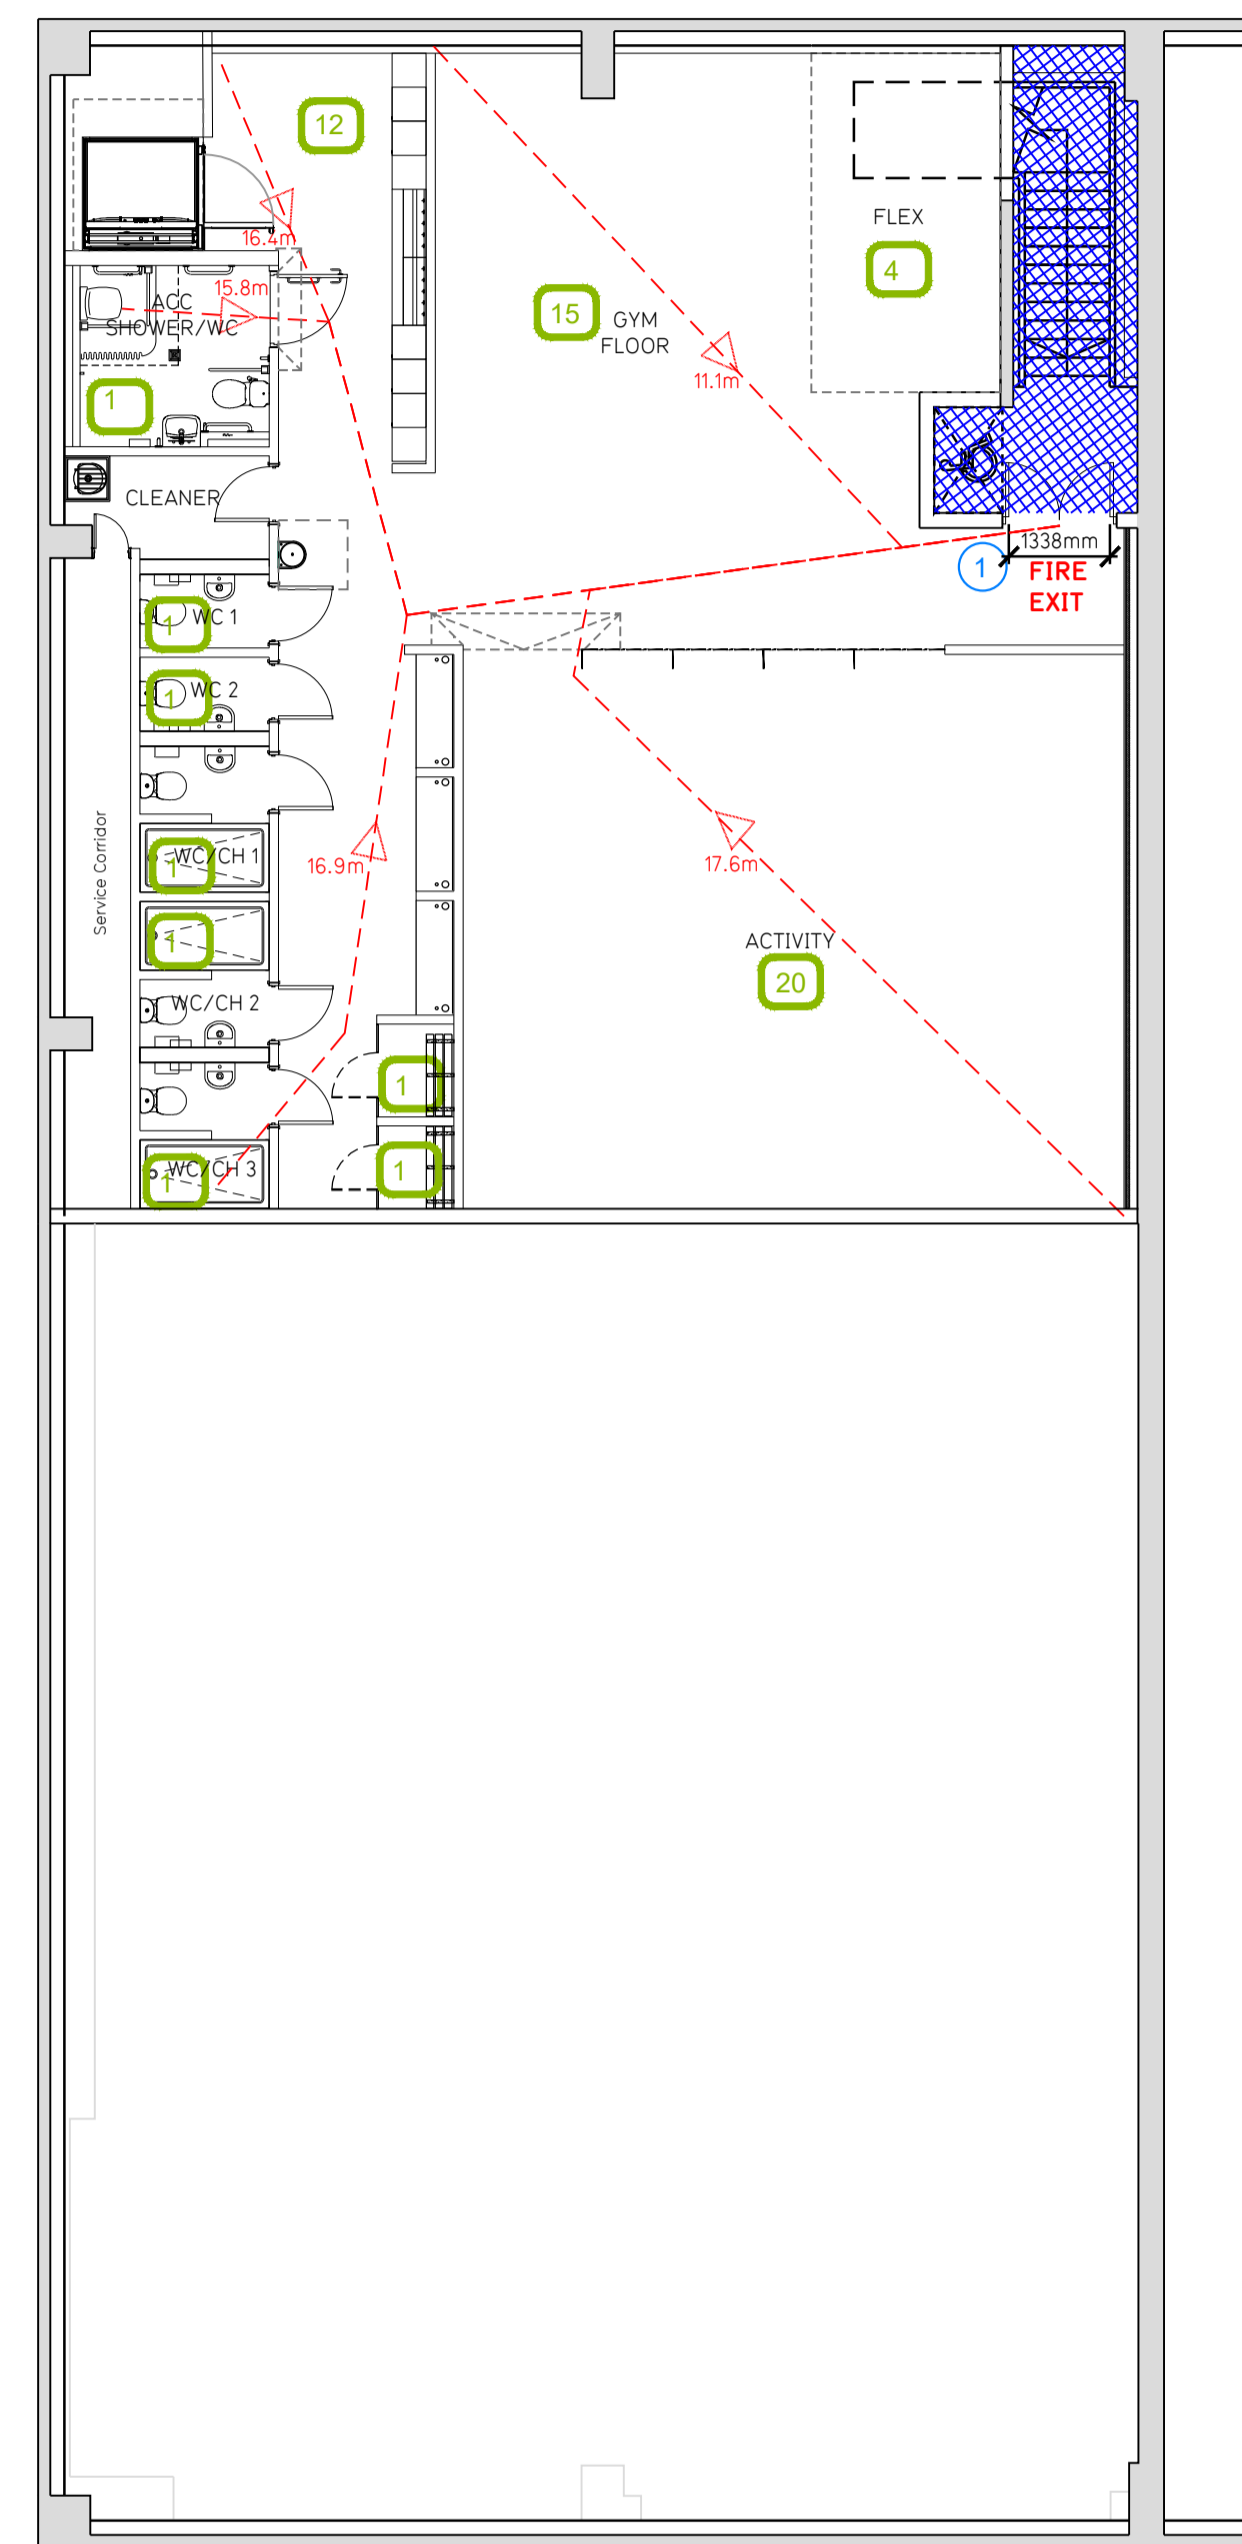 12
16.4m
FLEX
4
15.8m
ACC
SHOWER/WC
15
GYM
FLOOR
11.1m
1
CLEANER
1338mm
1
FIRE
EXIT
WC 1
1
WC 2
1
Service Corridor
WC/CH 1
1
16.9m
17.6m
1
ACTIVITY
20
WC/CH 2
1
1
WC/CH 3
1